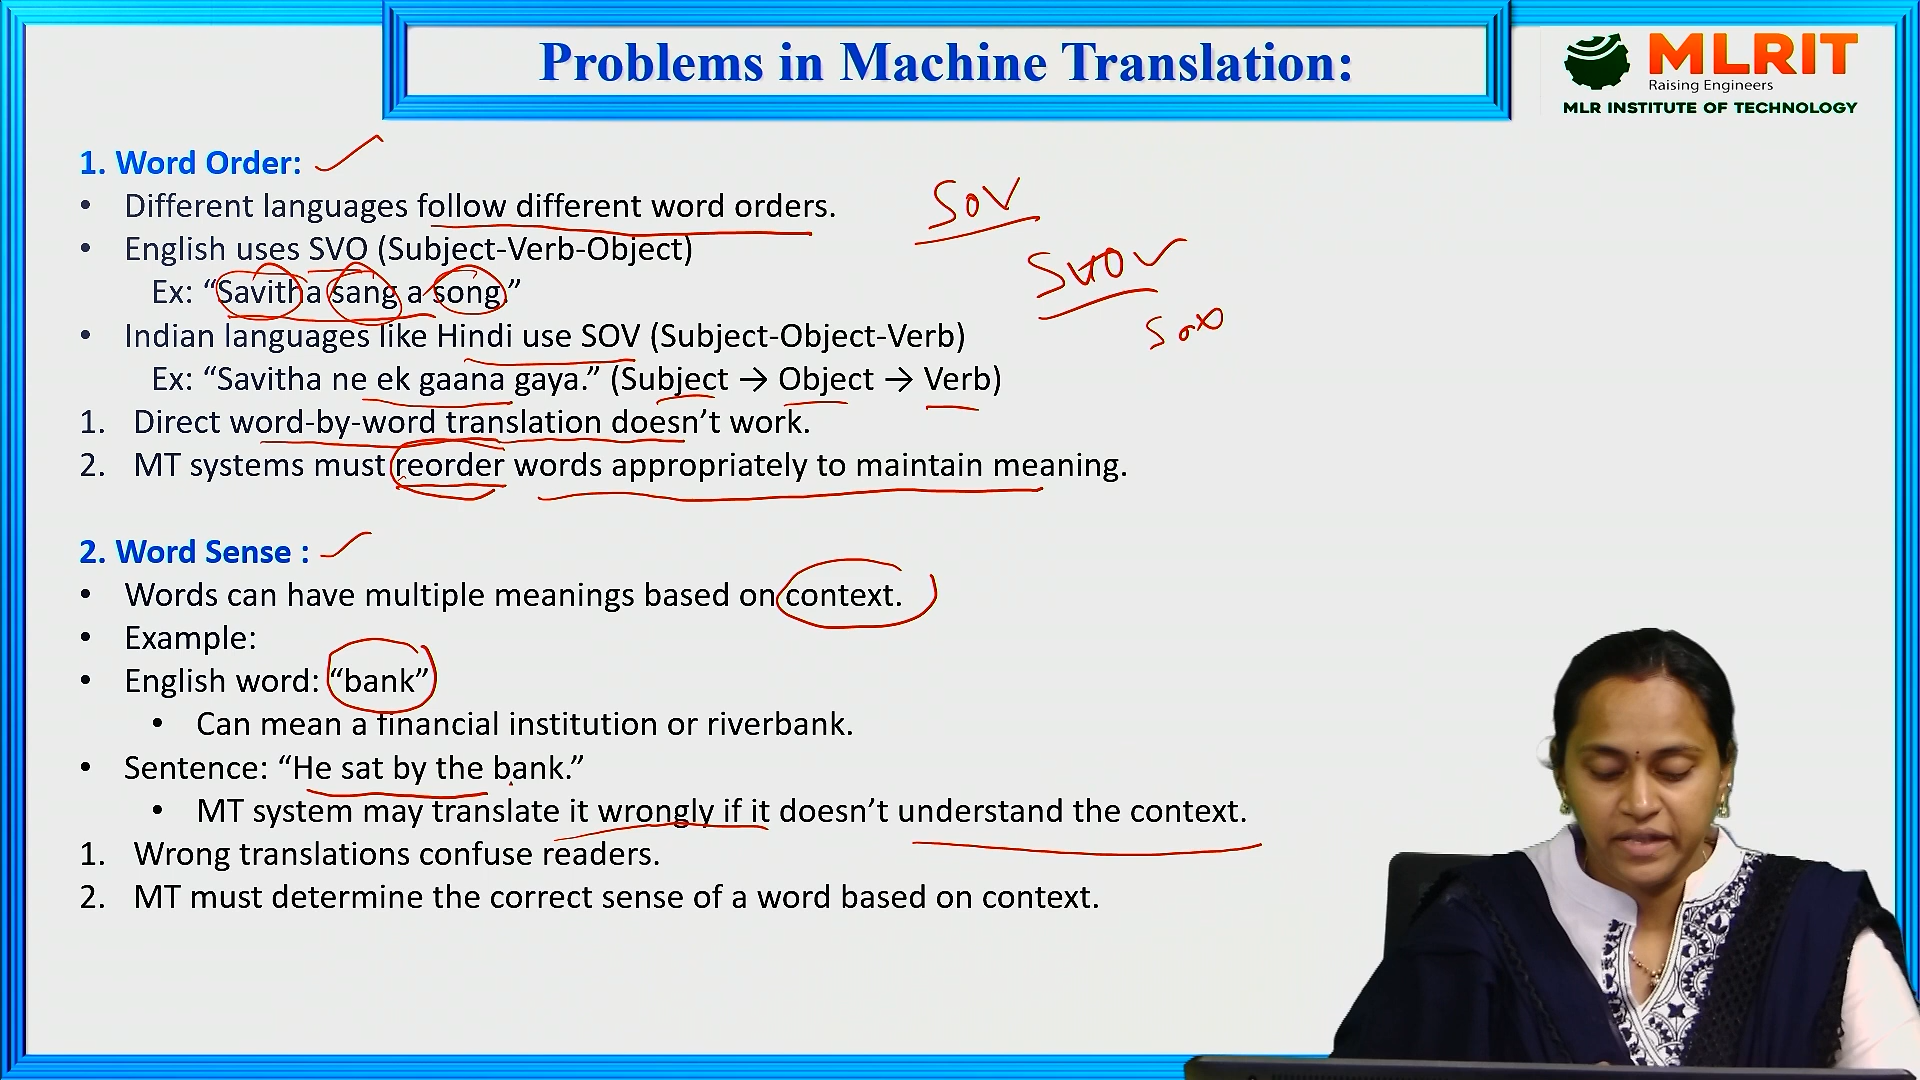 Problems in Machine Translation:
MLRIT
Raising Engineers
MLR INSTITUTE OF TECHNOLOGY
1. Word Order:
• Different languages follow different word orders.
SOV
• English uses SVO (Subject-Verb-Object)
SVO
Ex: “Savitha sang a song.”
• Indian languages like Hindi use SOV (Subject-Object-Verb)
Ex: “Savitha ne ek gaana gaya.” (Subject → Object → Verb)
1. Direct word-by-word translation doesn’t work.
2. MT systems must reorder words appropriately to maintain meaning.
2. Word Sense :
• Words can have multiple meanings based on context.
• Example:
• English word: “bank”
• Can mean a financial institution or riverbank.
• Sentence: “He sat by the bank.”
• MT system may translate it wrongly if it doesn’t understand the context.
1. Wrong translations confuse readers.
2. MT must determine the correct sense of a word based on context.